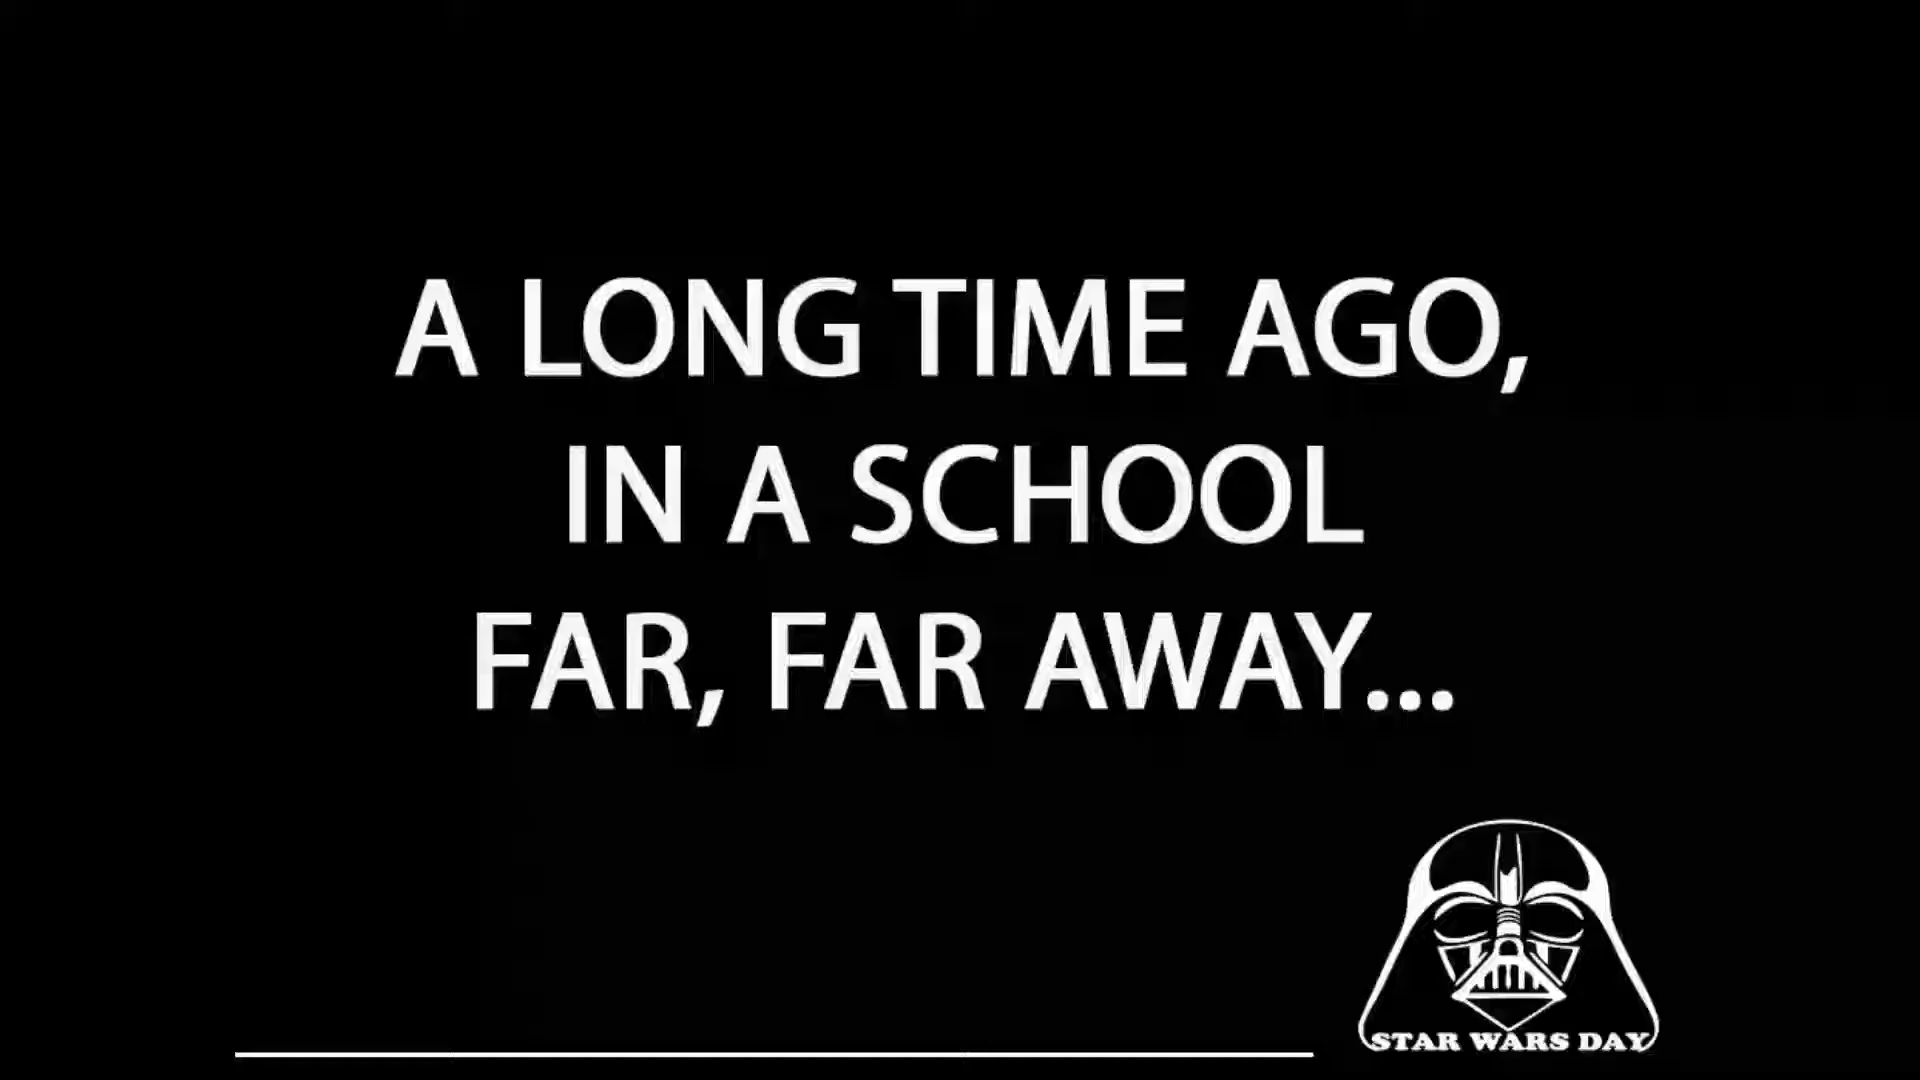 A LONG TIME AGO,
IN A SCHOOL
FAR, FAR AWAY...
STAR WARS DAY